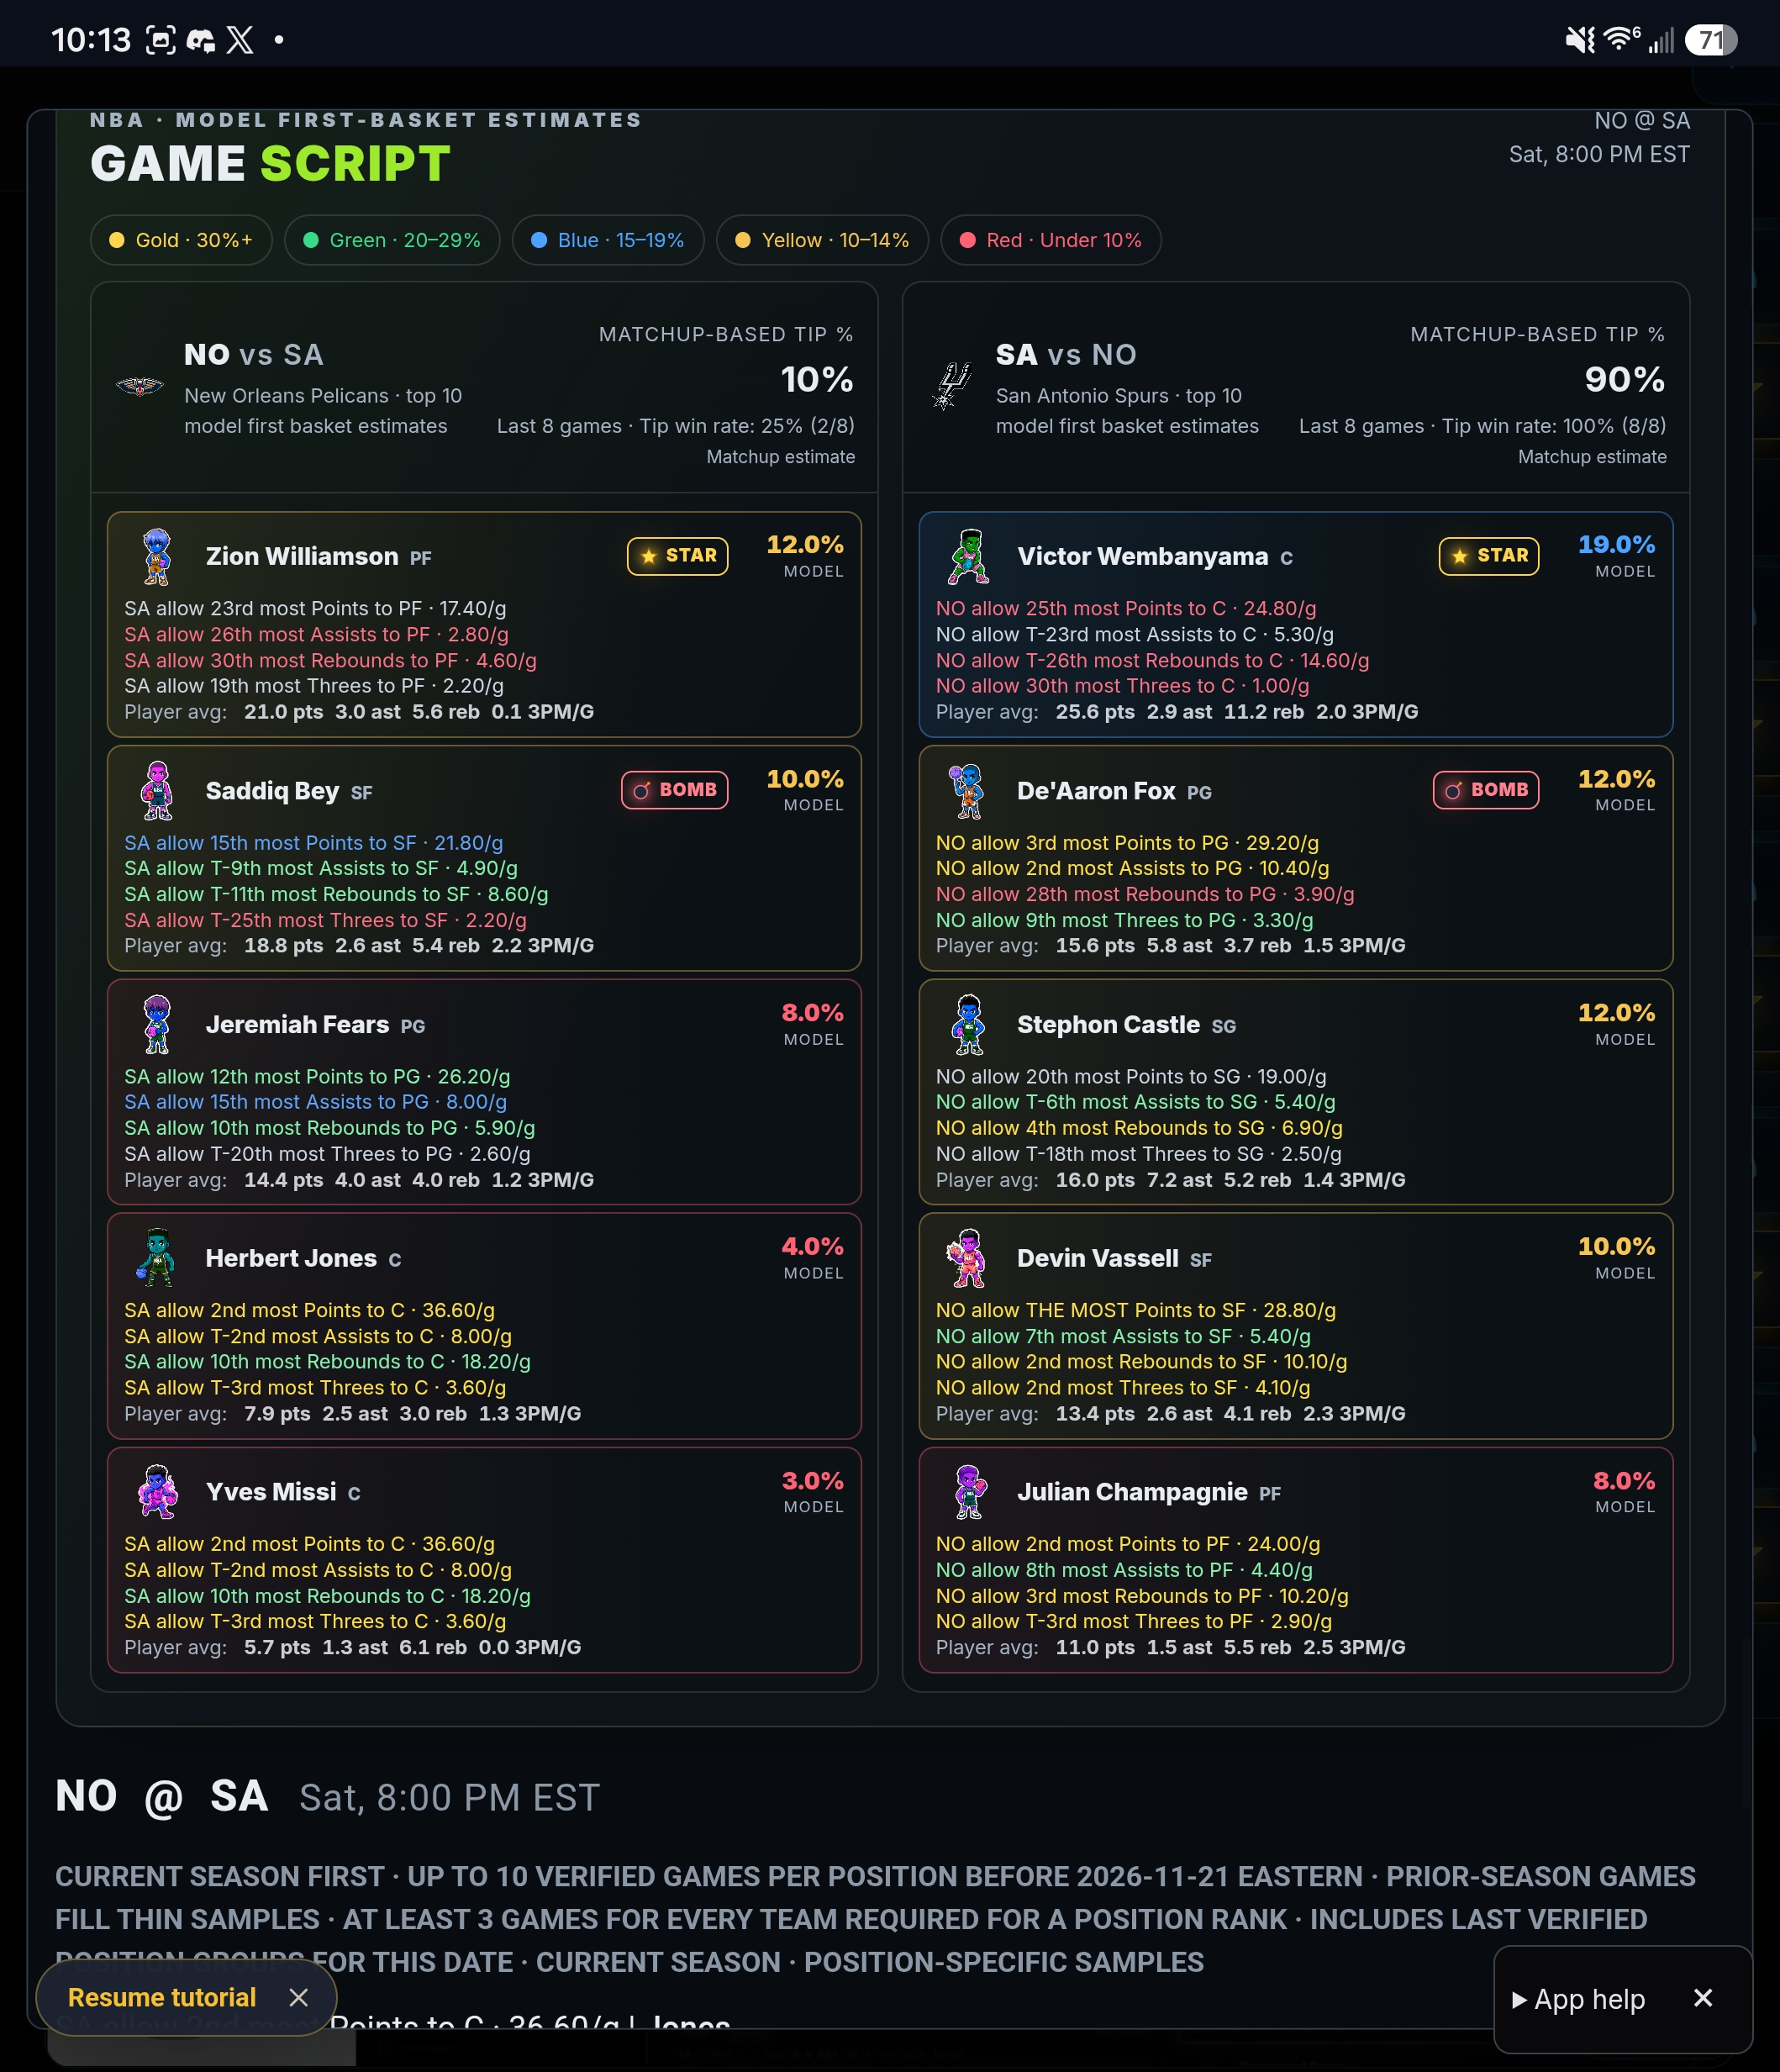 10:13
6
71
NBA · MODEL FIRST-BASKET ESTIMATES
GAME SCRIPT
NO @ SA
Sat, 8:00 PM EST
Gold · 30%+
Green · 20–29%
Blue · 15–19%
Yellow · 10–14%
Red · Under 10%
NO vs SA
New Orleans Pelicans · top 10
model first basket estimates
MATCHUP-BASED TIP %
10%
Last 8 games · Tip win rate: 25% (2/8)
Matchup estimate
Zion Williamson PF
STAR
12.0%
MODEL
SA allow 23rd most Points to PF · 17.40/g
SA allow 26th most Assists to PF · 2.80/g
SA allow 30th most Rebounds to PF · 4.60/g
SA allow 19th most Threes to PF · 2.20/g
Player avg: 21.0 pts 3.0 ast 5.6 reb 0.1 3PM/G
Saddiq Bey SF
BOMB
10.0%
MODEL
SA allow 15th most Points to SF · 21.80/g
SA allow T-9th most Assists to SF · 4.90/g
SA allow T-11th most Rebounds to SF · 8.60/g
SA allow T-25th most Threes to SF · 2.20/g
Player avg: 18.8 pts 2.6 ast 5.4 reb 2.2 3PM/G
Jeremiah Fears PG
8.0%
MODEL
SA allow 12th most Points to PG · 26.20/g
SA allow 15th most Assists to PG · 8.00/g
SA allow 10th most Rebounds to PG · 5.90/g
SA allow T-20th most Threes to PG · 2.60/g
Player avg: 14.4 pts 4.0 ast 4.0 reb 1.2 3PM/G
Herbert Jones C
4.0%
MODEL
SA allow 2nd most Points to C · 36.60/g
SA allow T-2nd most Assists to C · 8.00/g
SA allow 10th most Rebounds to C · 18.20/g
SA allow T-3rd most Threes to C · 3.60/g
Player avg: 7.9 pts 2.5 ast 3.0 reb 1.3 3PM/G
Yves Missi C
3.0%
MODEL
SA allow 2nd most Points to C · 36.60/g
SA allow T-2nd most Assists to C · 8.00/g
SA allow 10th most Rebounds to C · 18.20/g
SA allow T-3rd most Threes to C · 3.60/g
Player avg: 5.7 pts 1.3 ast 6.1 reb 0.0 3PM/G
SA vs NO
San Antonio Spurs · top 10
model first basket estimates
MATCHUP-BASED TIP %
90%
Last 8 games · Tip win rate: 100% (8/8)
Matchup estimate
Victor Wembanyama C
STAR
19.0%
MODEL
NO allow 25th most Points to C · 24.80/g
NO allow T-23rd most Assists to C · 5.30/g
NO allow T-26th most Rebounds to C · 14.60/g
NO allow 30th most Threes to C · 1.00/g
Player avg: 25.6 pts 2.9 ast 11.2 reb 2.0 3PM/G
De'Aaron Fox PG
BOMB
12.0%
MODEL
NO allow 3rd most Points to PG · 29.20/g
NO allow 2nd most Assists to PG · 10.40/g
NO allow 28th most Rebounds to PG · 3.90/g
NO allow 9th most Threes to PG · 3.30/g
Player avg: 15.6 pts 5.8 ast 3.7 reb 1.5 3PM/G
Stephon Castle SG
12.0%
MODEL
NO allow 20th most Points to SG · 19.00/g
NO allow T-6th most Assists to SG · 5.40/g
NO allow 4th most Rebounds to SG · 6.90/g
NO allow T-18th most Threes to SG · 2.50/g
Player avg: 16.0 pts 7.2 ast 5.2 reb 1.4 3PM/G
Devin Vassell SF
10.0%
MODEL
NO allow THE MOST Points to SF · 28.80/g
NO allow 7th most Assists to SF · 5.40/g
NO allow 2nd most Rebounds to SF · 10.10/g
NO allow 2nd most Threes to SF · 4.10/g
Player avg: 13.4 pts 2.6 ast 4.1 reb 2.3 3PM/G
Julian Champagnie PF
8.0%
MODEL
NO allow 2nd most Points to PF · 24.00/g
NO allow 8th most Assists to PF · 4.40/g
NO allow 3rd most Rebounds to PF · 10.20/g
NO allow T-3rd most Threes to PF · 2.90/g
Player avg: 11.0 pts 1.5 ast 5.5 reb 2.5 3PM/G
NO @ SA Sat, 8:00 PM EST
CURRENT SEASON FIRST · UP TO 10 VERIFIED GAMES PER POSITION BEFORE 2026-11-21 EASTERN · PRIOR-SEASON GAMES
FILL THIN SAMPLES · AT LEAST 3 GAMES FOR EVERY TEAM REQUIRED FOR A POSITION RANK · INCLUDES LAST VERIFIED
POSITION GROUPS FOR THIS DATE · CURRENT SEASON · POSITION-SPECIFIC SAMPLES
SA allow 2nd most Points to C · 36.60/g | Jones
Resume tutorial
App help